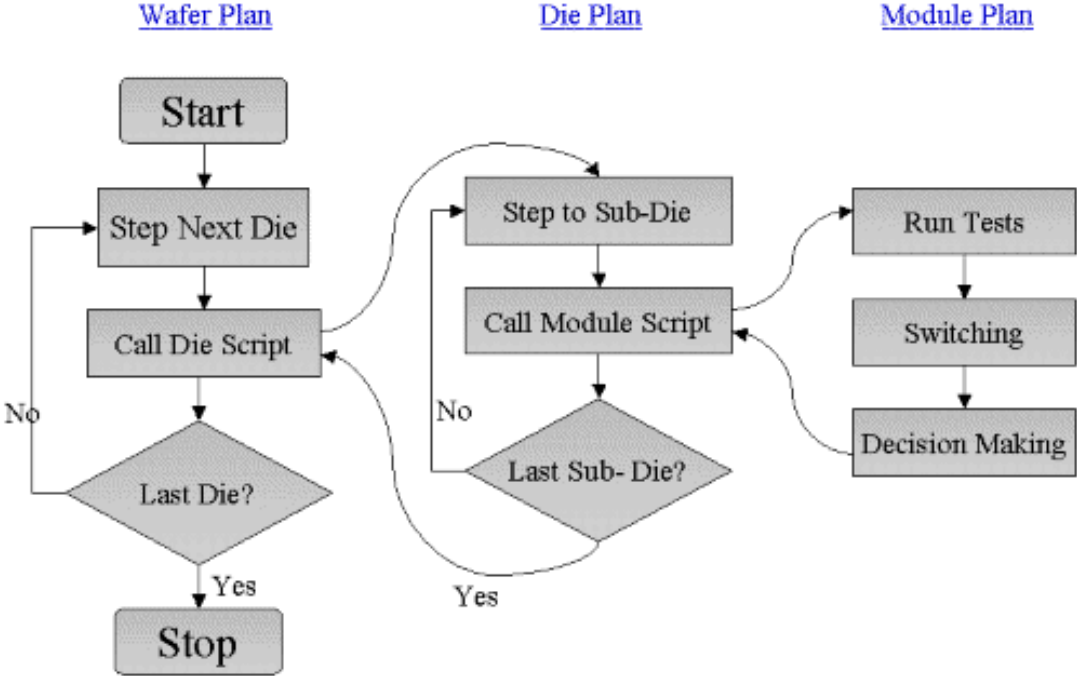 Wafer Plan
Die Plan
Module Plan
Start
Step Next Die
Call Die Script
No
Last Die?
Yes
Stop
Step to Sub-Die
Call Module Script
No
Last Sub- Die?
Yes
Run Tests
Switching
Decision Making